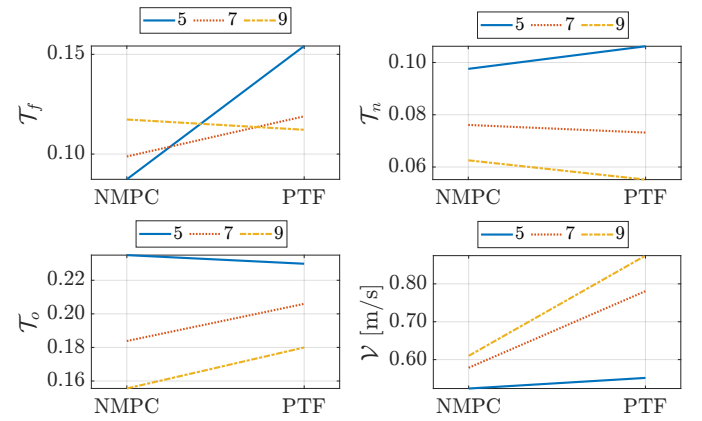 5 7 9
0.15
0.10
𝒯f
NMPC PTF
5 7 9
0.10
0.08
0.06
𝒯n
NMPC PTF
5 7 9
0.22
0.20
0.18
0.16
𝒯o
NMPC PTF
5 7 9
0.80
0.70
0.60
𝒱 [m/s]
NMPC PTF